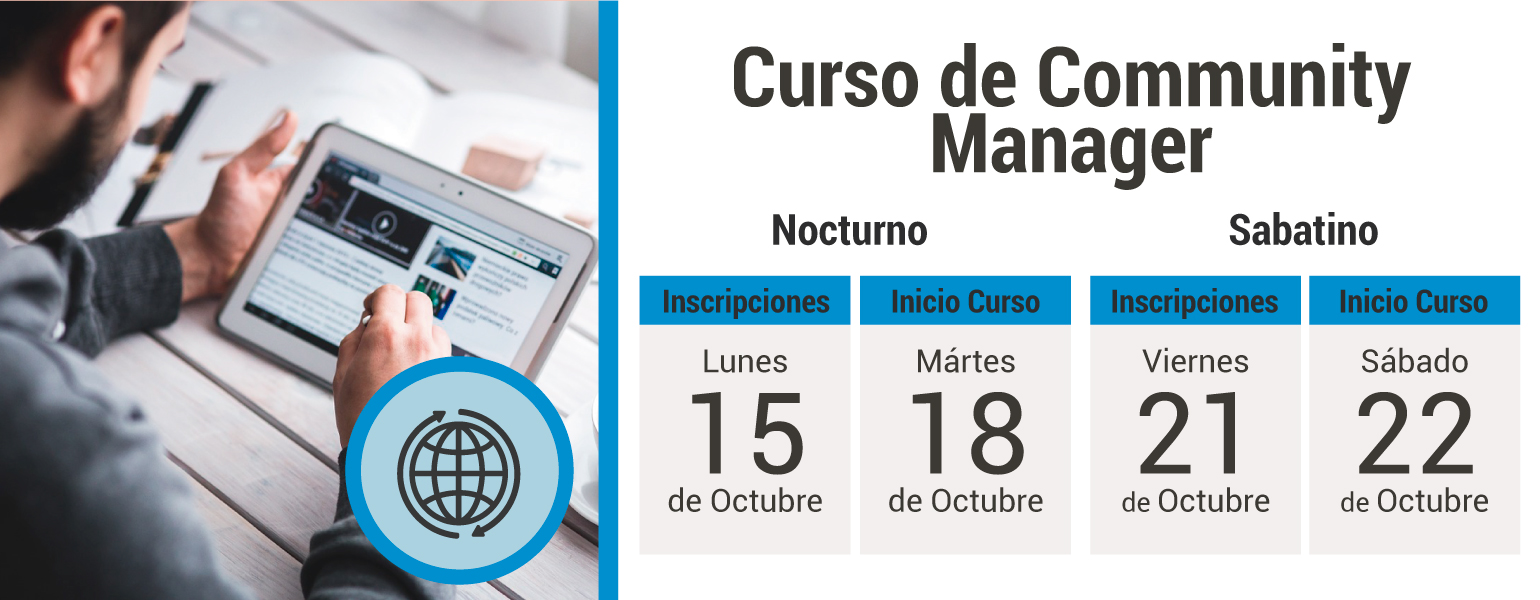 Curso de Community
Manager
Nocturno
Sabatino
Inscripciones
Inicio Curso
Inscripciones
Inicio Curso
Lunes
15
de Octubre
Mártes
18
de Octubre
Viernes
21
de Octubre
Sábado
22
de Octubre